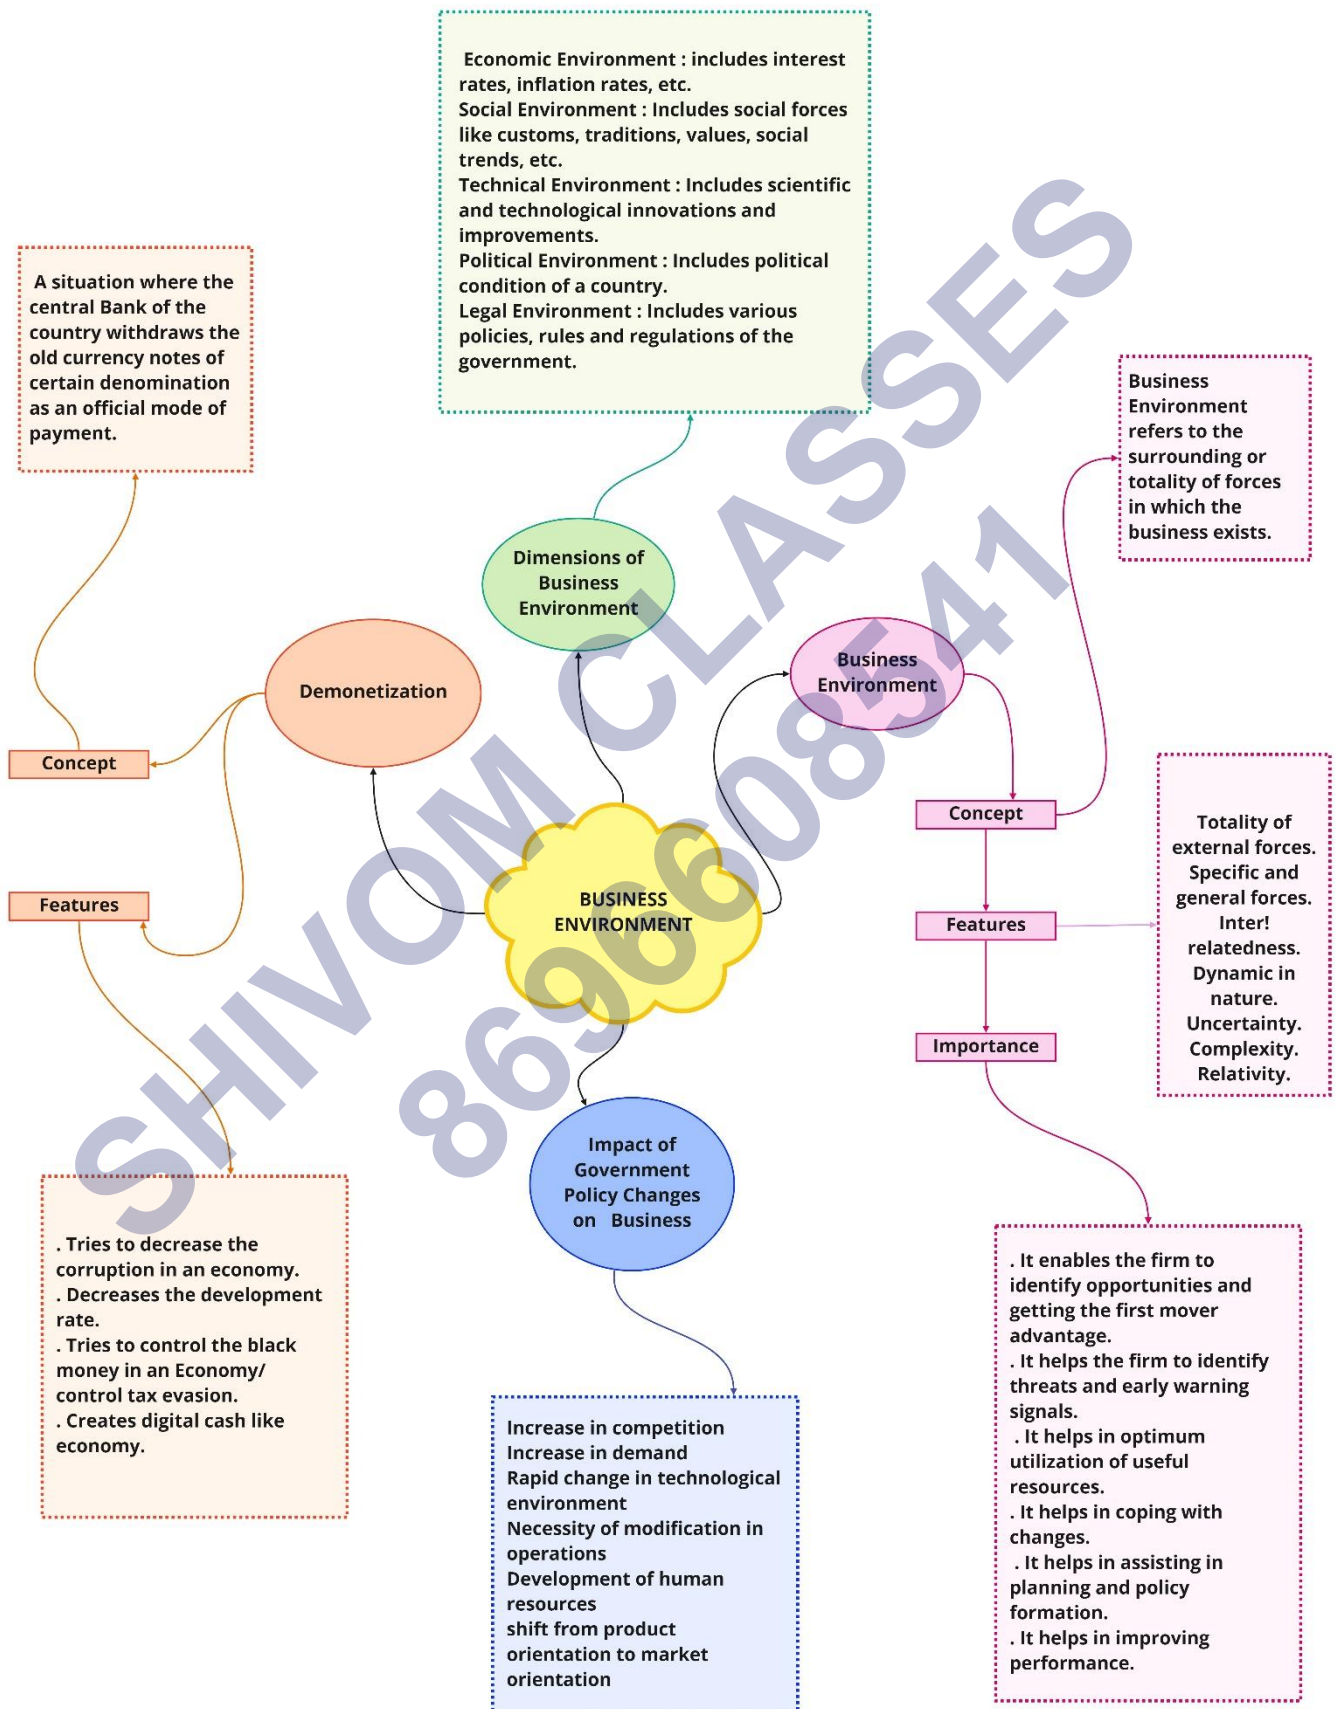 Economic Environment : includes interest
rates, inflation rates, etc.
Social Environment : Includes social forces
like customs, traditions, values, social
trends, etc.
Technical Environment : Includes scientific
and technological innovations and
improvements.
Political Environment : Includes political
condition of a country.
Legal Environment : Includes various
policies, rules and regulations of the
government.
A situation where the
central Bank of the
country withdraws the
old currency notes of
certain denomination
as an official mode of
payment.
Business
Environment
refers to the
surrounding or
totality of forces
in which the
business exists.
Dimensions of
Business
Environment
Demonetization
Business
Environment
Concept
Features
BUSINESS
ENVIRONMENT
Concept
Features
Importance
Totality of
external forces.
Specific and
general forces.
Inter!
relatedness.
Dynamic in
nature.
Uncertainty.
Complexity.
Relativity.
Impact of
Government
Policy Changes
on Business
. Tries to decrease the
corruption in an economy.
. Decreases the development
rate.
. Tries to control the black
money in an Economy/
control tax evasion.
. Creates digital cash like
economy.
Increase in competition
Increase in demand
Rapid change in technological
environment
Necessity of modification in
operations
Development of human
resources
shift from product
orientation to market
orientation
. It enables the firm to
identify opportunities and
getting the first mover
advantage.
. It helps the firm to identify
threats and early warning
signals.
. It helps in optimum
utilization of useful
resources.
. It helps in coping with
changes.
. It helps in assisting in
planning and policy
formation.
. It helps in improving
performance.
SHIVOM CLASSES
8696608541